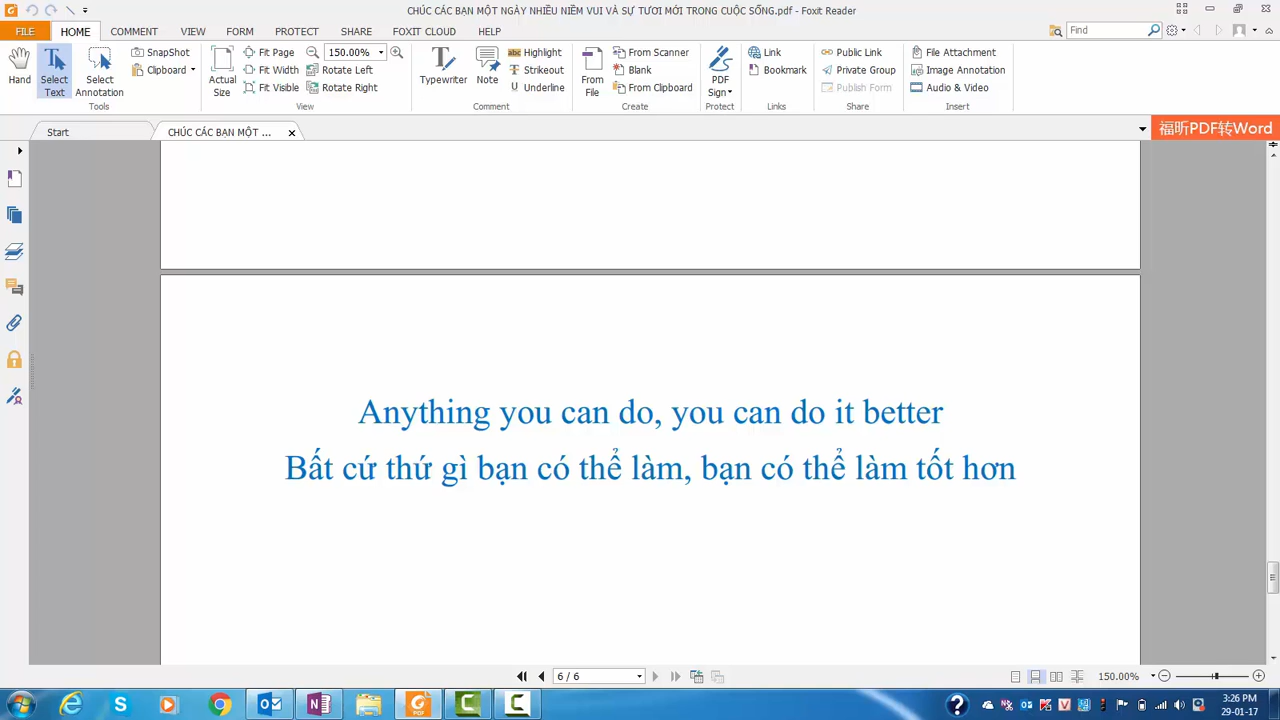 CHÚC CÁC BẠN MỘT NGÀY NHIỀU NIỀM VUI VÀ SỰ TƯƠI MỚI TRONG CUỘC SỐNG.pdf - Foxit Reader
FILE HOME COMMENT VIEW FORM PROTECT SHARE FOXIT CLOUD HELP Find
Hand
Select Text
Select Annotation
SnapShot
Clipboard
Tools
Actual Size
Fit Page
Fit Width
Fit Visible
150.00%
Rotate Left
Rotate Right
View
Typewriter
Note
Highlight
Strikeout
Underline
Comment
From File
From Scanner
Blank
From Clipboard
Create
PDF Sign
Protect
Link
Bookmark
Links
Public Link
Private Group
Publish Form
Share
File Attachment
Image Annotation
Audio & Video
Insert
Start
CHÚC CÁC BẠN MỘT ...
福昕PDF转Word
Anything you can do, you can do it better
Bất cứ thứ gì bạn có thể làm, bạn có thể làm tốt hơn
6 / 6
150.00%
3:26 PM
29-01-17